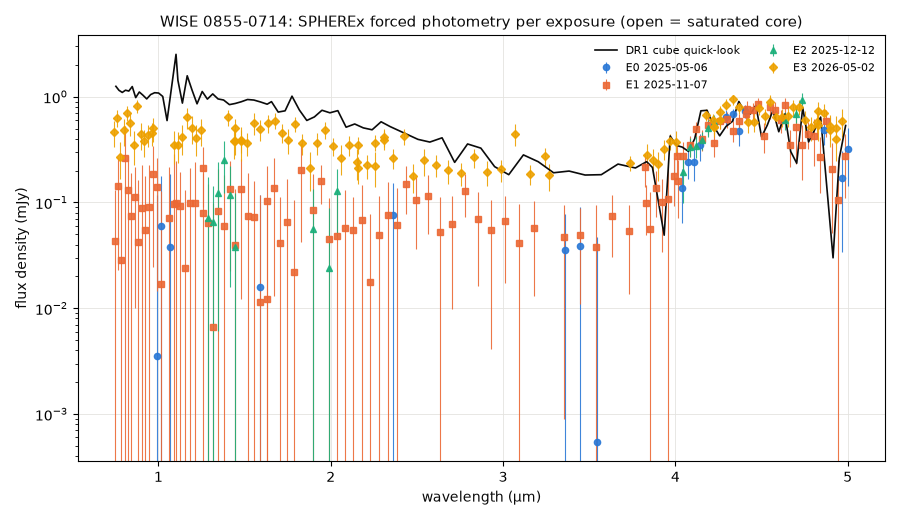 WISE 0855-0714: SPHEREx forced photometry per exposure (open = saturated core)
DR1 cube quick-look
E0 2025-05-06
E1 2025-11-07
E2 2025-12-12
E3 2026-05-02
flux density (mJy)
10⁰
10⁻¹
10⁻²
10⁻³
1 2 3 4 5
wavelength (µm)